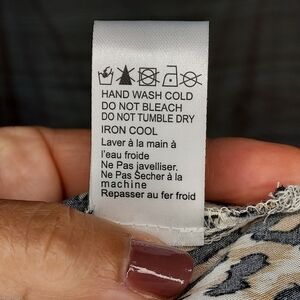 HAND WASH COLD
DO NOT BLEACH
DO NOT TUMBLE DRY
IRON COOL
Laver à la main à
l'eau froide
Ne Pas javelliser.
Ne Pas Sècher à la
machine
Repasser au fer froid